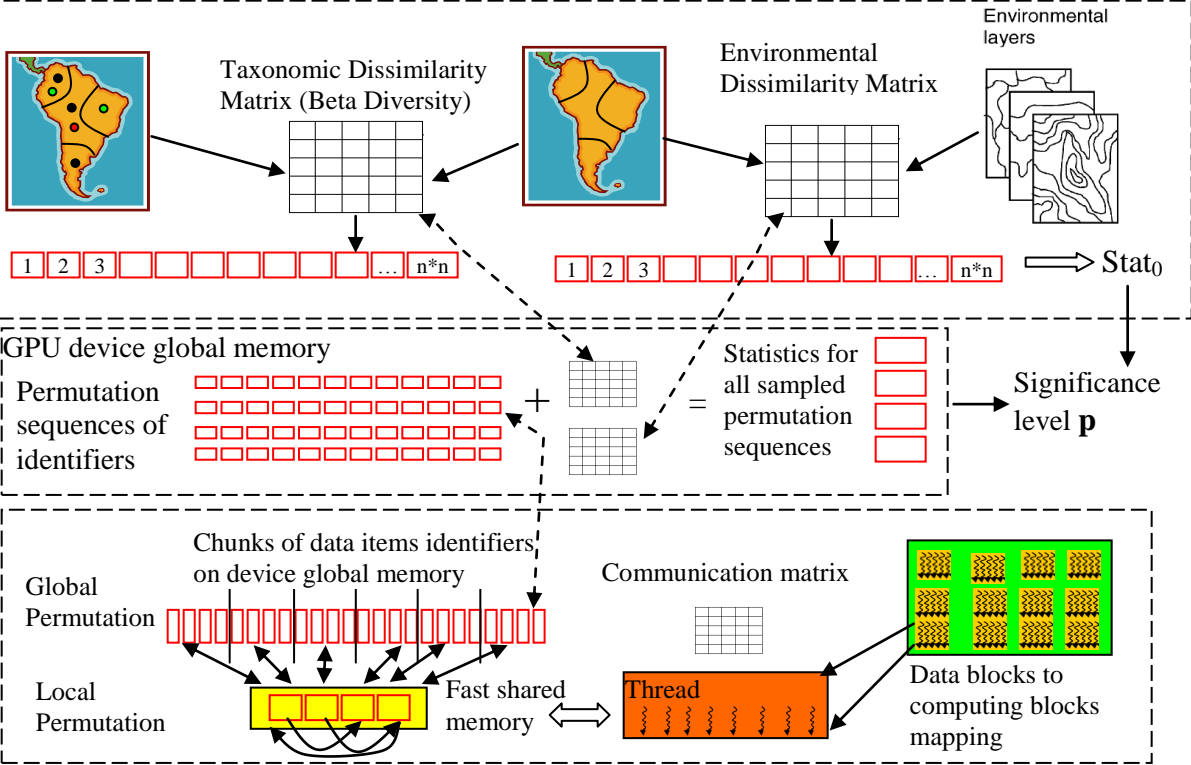 Environmental
layers
Taxonomic Dissimilarity
Matrix (Beta Diversity)
Environmental
Dissimilarity Matrix
1 2 3 … n*n
1 2 3 … n*n
Stat0
GPU device global memory
Permutation
sequences of
identifiers
+
=
Statistics for
all sampled
permutation
sequences
Significance
level p
Chunks of data items identifiers
on device global memory
Global
Permutation
Communication matrix
Local
Permutation
Fast shared
memory
Thread
Data blocks to
computing blocks
mapping